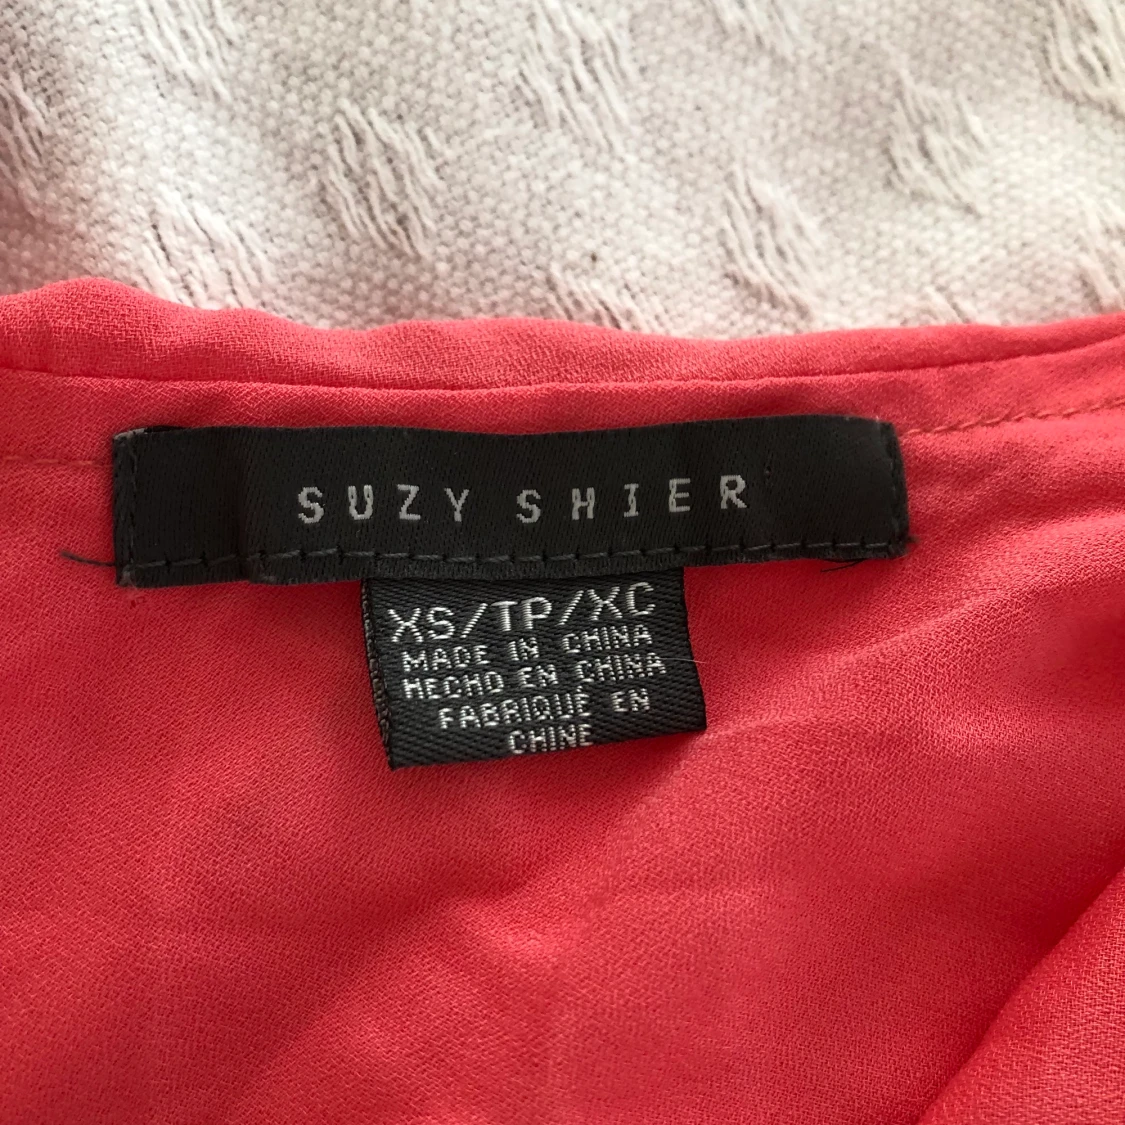 SUZY SHIER
XS/TP/XC
MADE IN CHINA
HECHO EN CHINA
FABRIQUÉ EN
CHINE